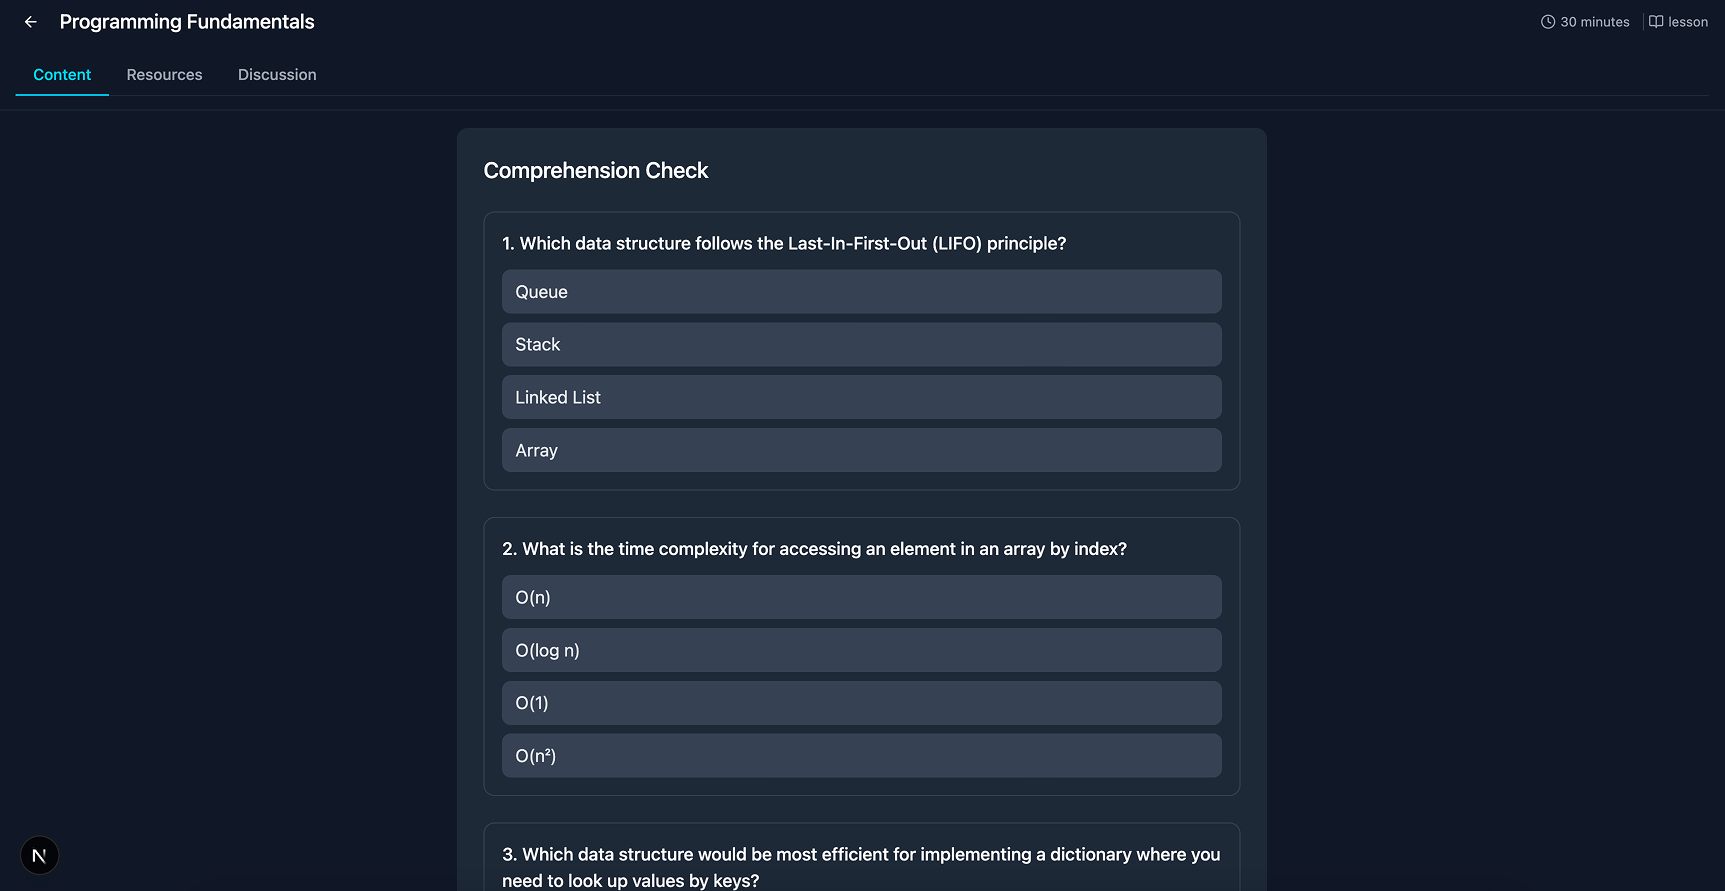 Programming Fundamentals
30 minutes
lesson
Content
Resources
Discussion
Comprehension Check
1. Which data structure follows the Last-In-First-Out (LIFO) principle?
Queue
Stack
Linked List
Array
2. What is the time complexity for accessing an element in an array by index?
O(n)
O(log n)
O(1)
O(n²)
3. Which data structure would be most efficient for implementing a dictionary where you
need to look up values by keys?
N